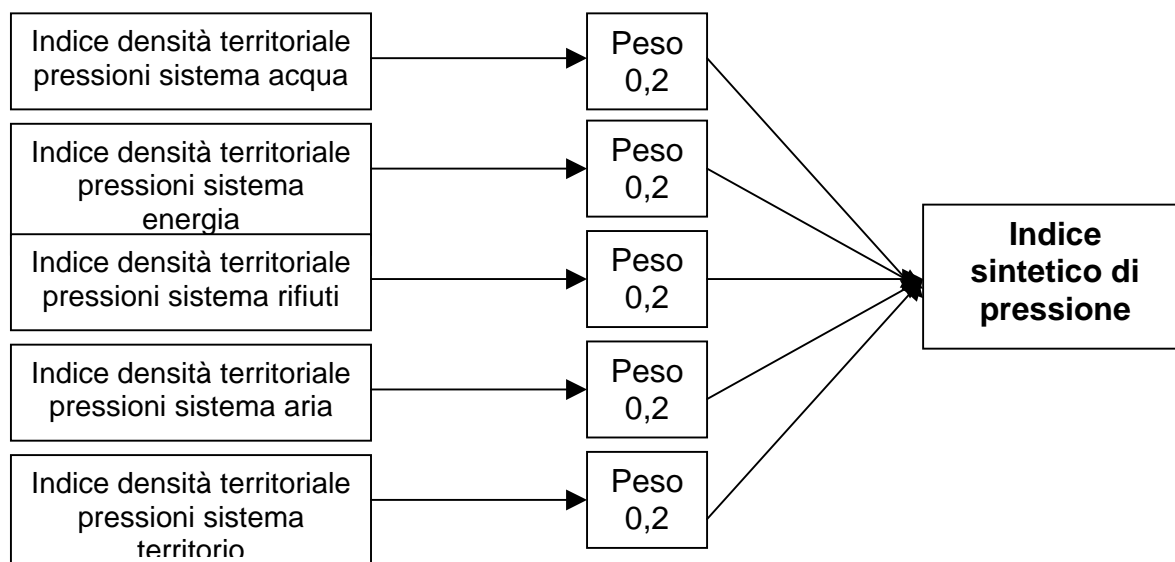 Indice densità territoriale
pressioni sistema acqua
Peso
0,2
Indice densità territoriale
pressioni sistema
energia
Peso
0,2
Indice densità territoriale
pressioni sistema rifiuti
Peso
0,2
Indice densità territoriale
pressioni sistema aria
Peso
0,2
Indice densità territoriale
pressioni sistema
territorio
Peso
0,2
Indice
sintetico di
pressione